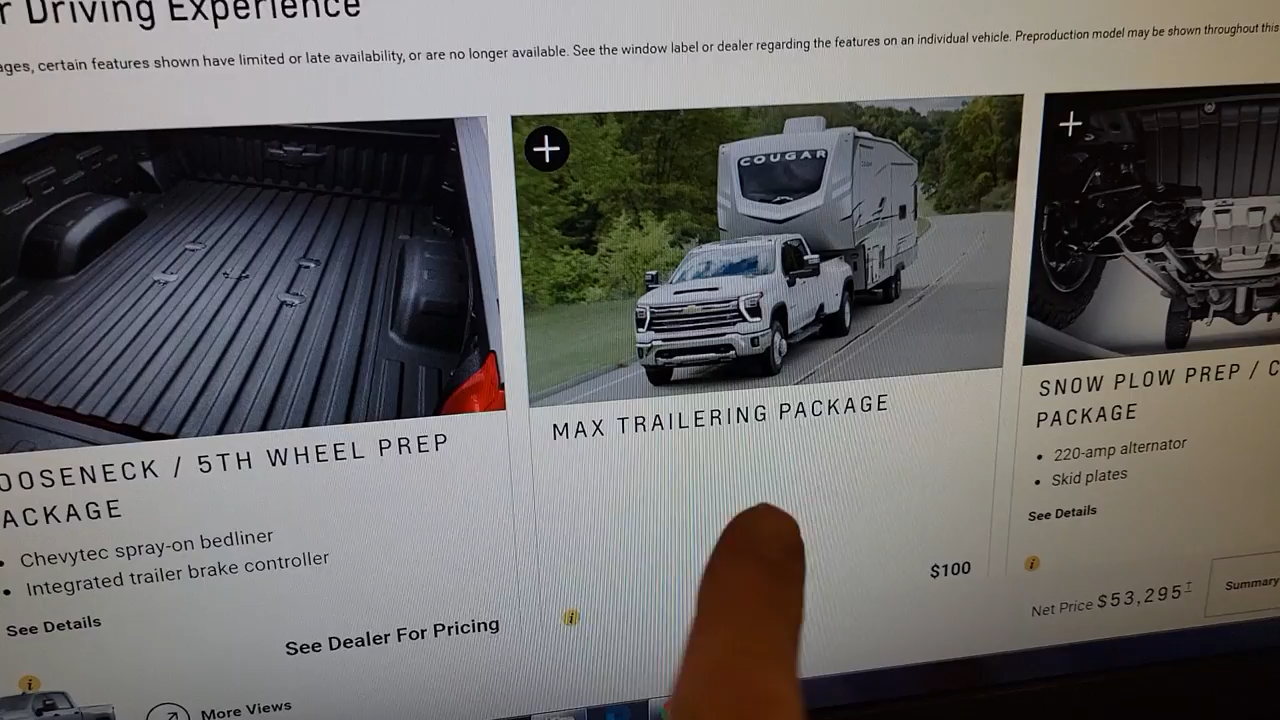 r Driving Experience
ages, certain features shown have limited or late availability, or are no longer available. See the window label or dealer regarding the features on an individual vehicle. Preproduction model may be shown throughout this
COUGAR
OOSENECK / 5TH WHEEL PREP
ACKAGE
• Chevytec spray-on bedliner
• Integrated trailer brake controller
See Details
See Dealer For Pricing
More Views
MAX TRAILERING PACKAGE
$100
SNOW PLOW PREP / C
PACKAGE
• 220-amp alternator
• Skid plates
See Details
Net Price $53,295
Summary